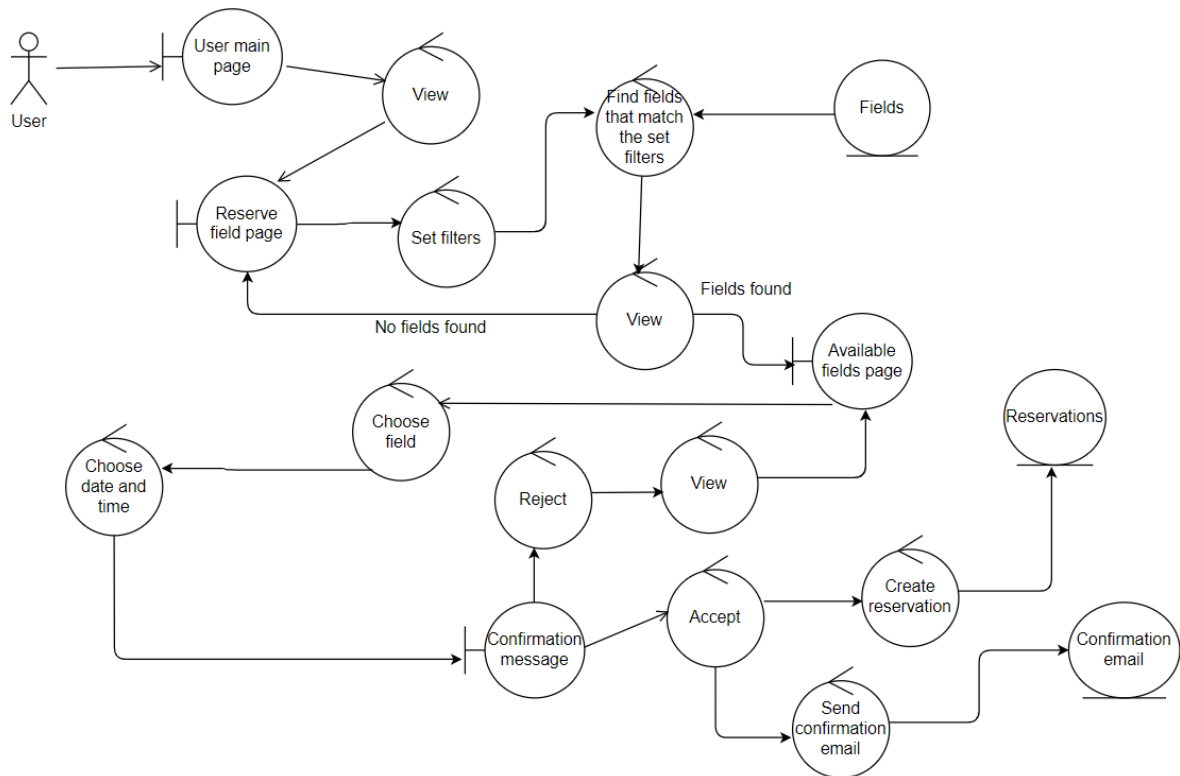 User main
page
View
User
Find fields
that match
the set
filters
Fields
Reserve
field page
Set filters
Fields found
No fields found
View
Available
fields page
Choose
field
Reservations
Choose
date and
time
Reject
View
Create
reservation
Accept
Confirmation
message
Confirmation
email
Send
confirmation
email